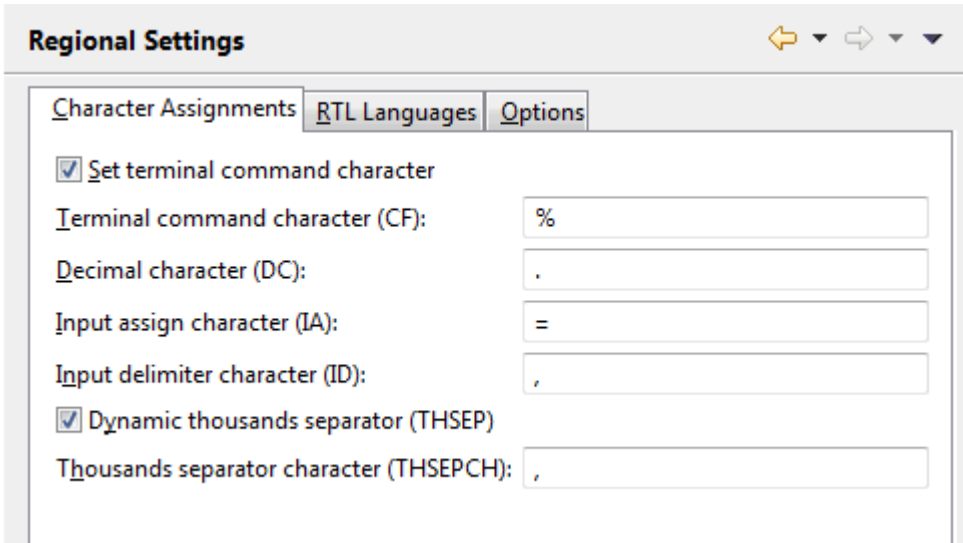 Regional Settings
Character Assignments RTL Languages Options
Set terminal command character
Terminal command character (CF): %
Decimal character (DC): .
Input assign character (IA): =
Input delimiter character (ID): ,
Dynamic thousands separator (THSEP)
Thousands separator character (THSEPCH): ,